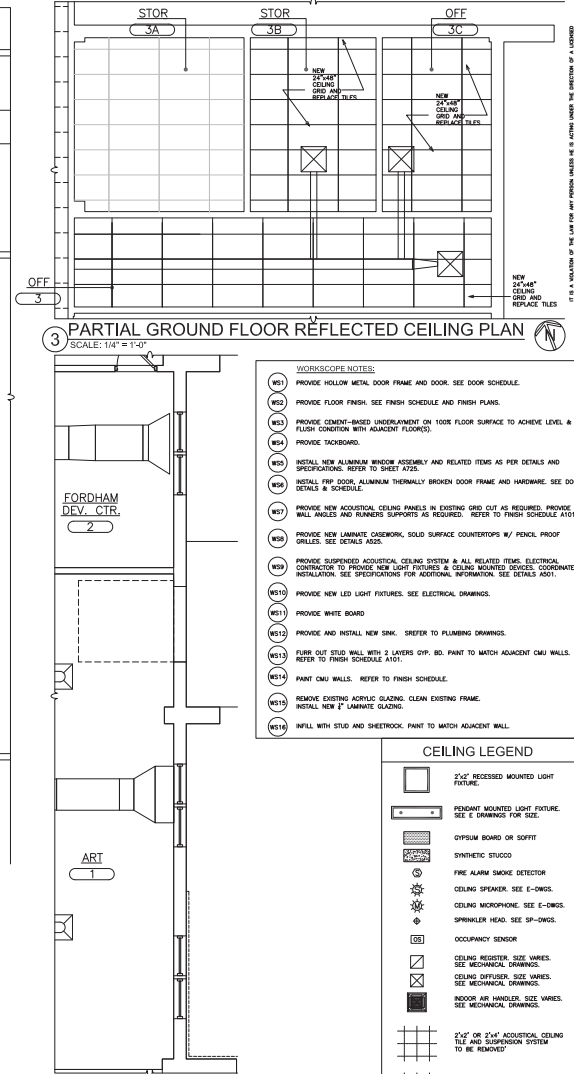 STOR
3A
STOR
3B
OFF
3C
NEW
24"x48"
CEILING
GRID AND
REPLACE TILES
NEW
24"x48"
CEILING
GRID AND
REPLACE TILES
OFF
3
NEW
24"x48"
CEILING
GRID AND
REPLACE TILES
IT IS A VIOLATION OF THE LAW FOR ANY PERSON UNLESS HE IS ACTING UNDER THE DIRECTION OF A LICENSED
3 PARTIAL GROUND FLOOR REFLECTED CEILING PLAN N
SCALE: 1/4" = 1'-0"
FORDHAM
DEV. CTR.
2
ART
1
WORKSCOPE NOTES:
WS1 PROVIDE HOLLOW METAL DOOR FRAME AND DOOR. SEE DOOR SCHEDULE.
WS2 PROVIDE FLOOR FINISH. SEE FINISH SCHEDULE AND FINISH PLANS.
WS3 PROVIDE CEMENT-BASED UNDERLAYMENT ON 100% FLOOR SURFACE TO ACHIEVE LEVEL &
FLUSH CONDITION WITH ADJACENT FLOOR(S).
WS4 PROVIDE TACKBOARD.
WS5 INSTALL NEW ALUMINUM WINDOW ASSEMBLY AND RELATED ITEMS AS PER DETAILS AND
SPECIFICATIONS. REFER TO SHEET A725.
WS6 INSTALL FRP DOOR, ALUMINUM THERMALLY BROKEN DOOR FRAME AND HARDWARE. SEE DO
DETAILS & SCHEDULE.
WS7 PROVIDE NEW ACOUSTICAL CEILING PANELS IN EXISTING GRID CUT AS REQUIRED. PROVIDE
WALL ANGLES AND RUNNERS SUPPORTS AS REQUIRED. REFER TO FINISH SCHEDULE A101
WS8 PROVIDE NEW LAMINATE CASEWORK, SOLID SURFACE COUNTERTOPS W/ PENCIL PROOF
GRILLES. SEE DETAILS A525.
WS9 PROVIDE SUSPENDED ACOUSTICAL CEILING SYSTEM & ALL RELATED ITEMS. ELECTRICAL
CONTRACTOR TO PROVIDE NEW LIGHT FIXTURES & CEILING MOUNTED DEVICES. COORDINATE
INSTALLATION. SEE SPECIFICATIONS FOR ADDITIONAL INFORMATION. SEE DETAILS A501.
WS10 PROVIDE NEW LED LIGHT FIXTURES. SEE ELECTRICAL DRAWINGS.
WS11 PROVIDE WHITE BOARD
WS12 PROVIDE AND INSTALL NEW SINK. SREFER TO PLUMBING DRAWINGS.
WS13 FURR OUT STUD WALL WITH 2 LAYERS GYP. BD. PAINT TO MATCH ADJACENT CMU WALLS.
REFER TO FINISH SCHEDULE A101.
WS14 PAINT CMU WALLS. REFER TO FINISH SCHEDULE.
WS15 REMOVE EXISTING ACRYLIC GLAZING. CLEAN EXISTING FRAME.
INSTALL NEW LAMINATE GLAZING.
WS16 INFILL WITH STUD AND SHEETROCK. PAINT TO MATCH ADJACENT WALL.
CEILING LEGEND
2'x2' RECESSED MOUNTED LIGHT
FIXTURE.
PENDANT MOUNTED LIGHT FIXTURE.
SEE E DRAWINGS FOR SIZE.
GYPSUM BOARD OR SOFFIT
SYNTHETIC STUCCO
S FIRE ALARM SMOKE DETECTOR
S CEILING SPEAKER. SEE E-DWGS.
M CEILING MICROPHONE. SEE E-DWGS.
SPRINKLER HEAD. SEE SP-DWGS.
OS OCCUPANCY SENSOR
CEILING REGISTER. SIZE VARIES.
SEE MECHANICAL DRAWINGS.
CEILING DIFFUSER. SIZE VARIES.
SEE MECHANICAL DRAWINGS.
INDOOR AIR HANDLER. SIZE VARIES.
SEE MECHANICAL DRAWINGS.
2'x2' OR 2'x4' ACOUSTICAL CEILING
TILE AND SUSPENSION SYSTEM
TO BE REMOVED'